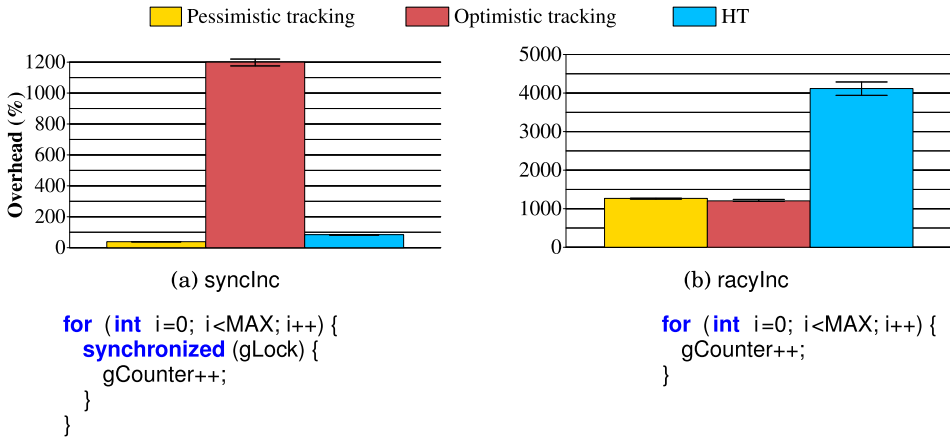 Pessimistic tracking Optimistic tracking HT
Overhead (%)
1200
1000
800
600
400
200
0
(a) syncInc
for (int i=0; i<MAX; i++) {
synchronized (gLock) {
gCounter++;
}
}
5000
4000
3000
2000
1000
0
(b) racyInc
for (int i=0; i<MAX; i++) {
gCounter++;
}